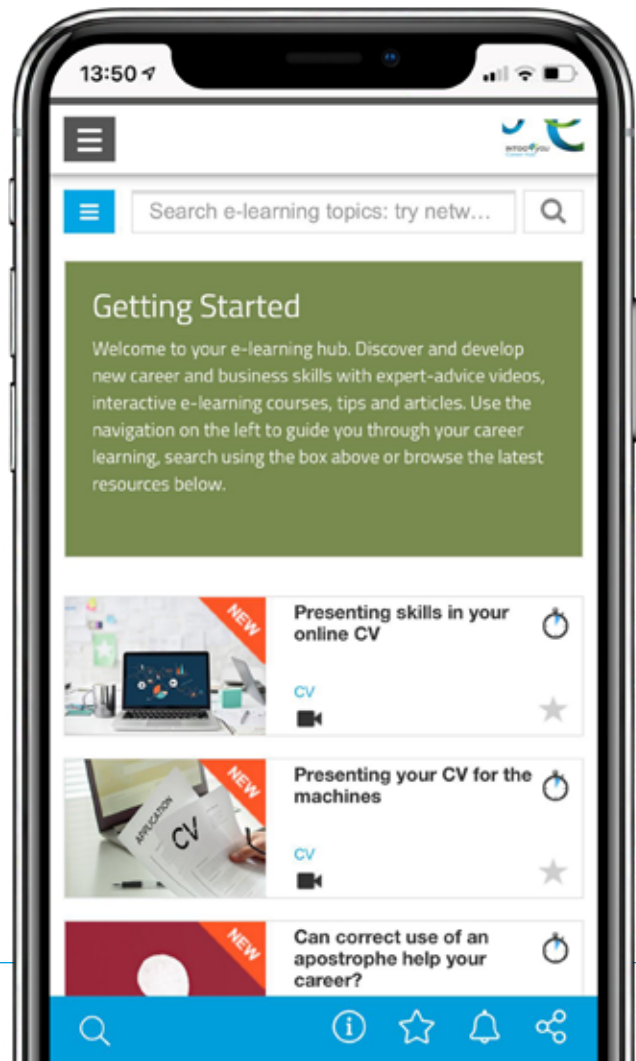 13:50
Search e-learning topics: try netw...
Getting Started
Welcome to your e-learning hub. Discover and develop
new career and business skills with expert-advice videos,
interactive e-learning courses, tips and articles. Use the
navigation on the left to guide you through your career
learning, search using the box above or browse the latest
resources below.
NEW
Presenting skills in your
online CV
CV
NEW
APPLICATION
CV
Presenting your CV for the
machines
CV
NEW
Can correct use of an
apostrophe help your
career?